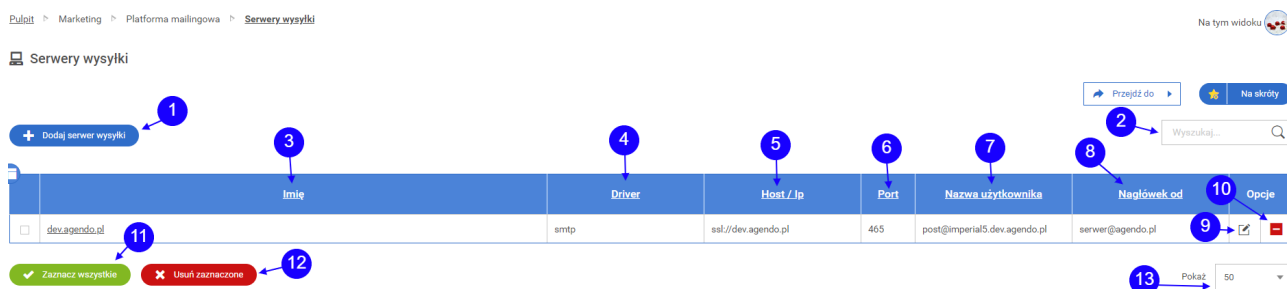 Pulpit Marketing Platforma mailingowa Serwery wysyłki
Na tym widoku
Serwery wysyłki
Przejdź do
Na skróty
1
Dodaj serwer wysyłki
2
Wyszukaj...
3 4 5 6 7 8
Imię Driver Host / Ip Port Nazwa użytkownika Nagłówek od 10 Opcje
dev.agendo.pl smtp ssl://dev.agendo.pl 465 post@imperial5.dev.agendo.pl serwer@agendo.pl 9
11 12
Zaznacz wszystkie Usuń zaznaczone
13 Pokaż 50